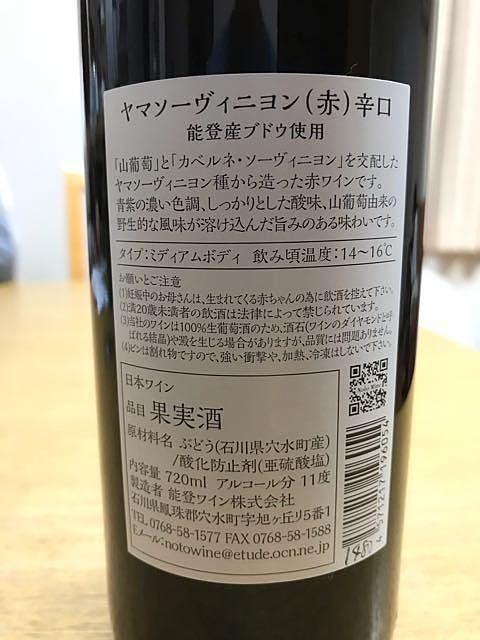 ヤマソーヴィニヨン(赤)辛口
能登産ブドウ使用
「山葡萄」と「カベルネ・ソーヴィニヨン」を交配した
ヤマソーヴィニヨン種から造った赤ワインです。
青紫の濃い色調、しっかりとした酸味、山葡萄由来の
野生的な風味が溶け込んだ旨みのある味わいです。
タイプ:ミディアムボディ 飲み頃温度:14~16℃
お願いとご注意
(1)妊娠中のお母さんは、生まれてくる赤ちゃんの為に飲酒を控えて下さい。
(2)満20歳未満者の飲酒は法律によって禁じられています。
(3)当社のワインは100%生葡萄酒のため、酒石(ワインのダイヤモンドと呼
ばれる結晶)や澱を生じる場合がありますが、品質には問題ありません。
(4)ビンは割れ物ですので、強い衝撃や、加熱、冷凍はしないで下さい。
日本ワイン
品目 果実酒
原材料名 ぶどう(石川県穴水町産)
/酸化防止剤(亜硫酸塩)
内容量 720ml アルコール分 11度
製造者 能登ワイン株式会社
石川県鳳珠郡穴水町字旭ヶ丘り5番1
TEL 0768-58-1577 FAX 0768-58-1588
Eメール:notowine@etude.ocn.ne.jp
Noto Wine
4571217196054
1480